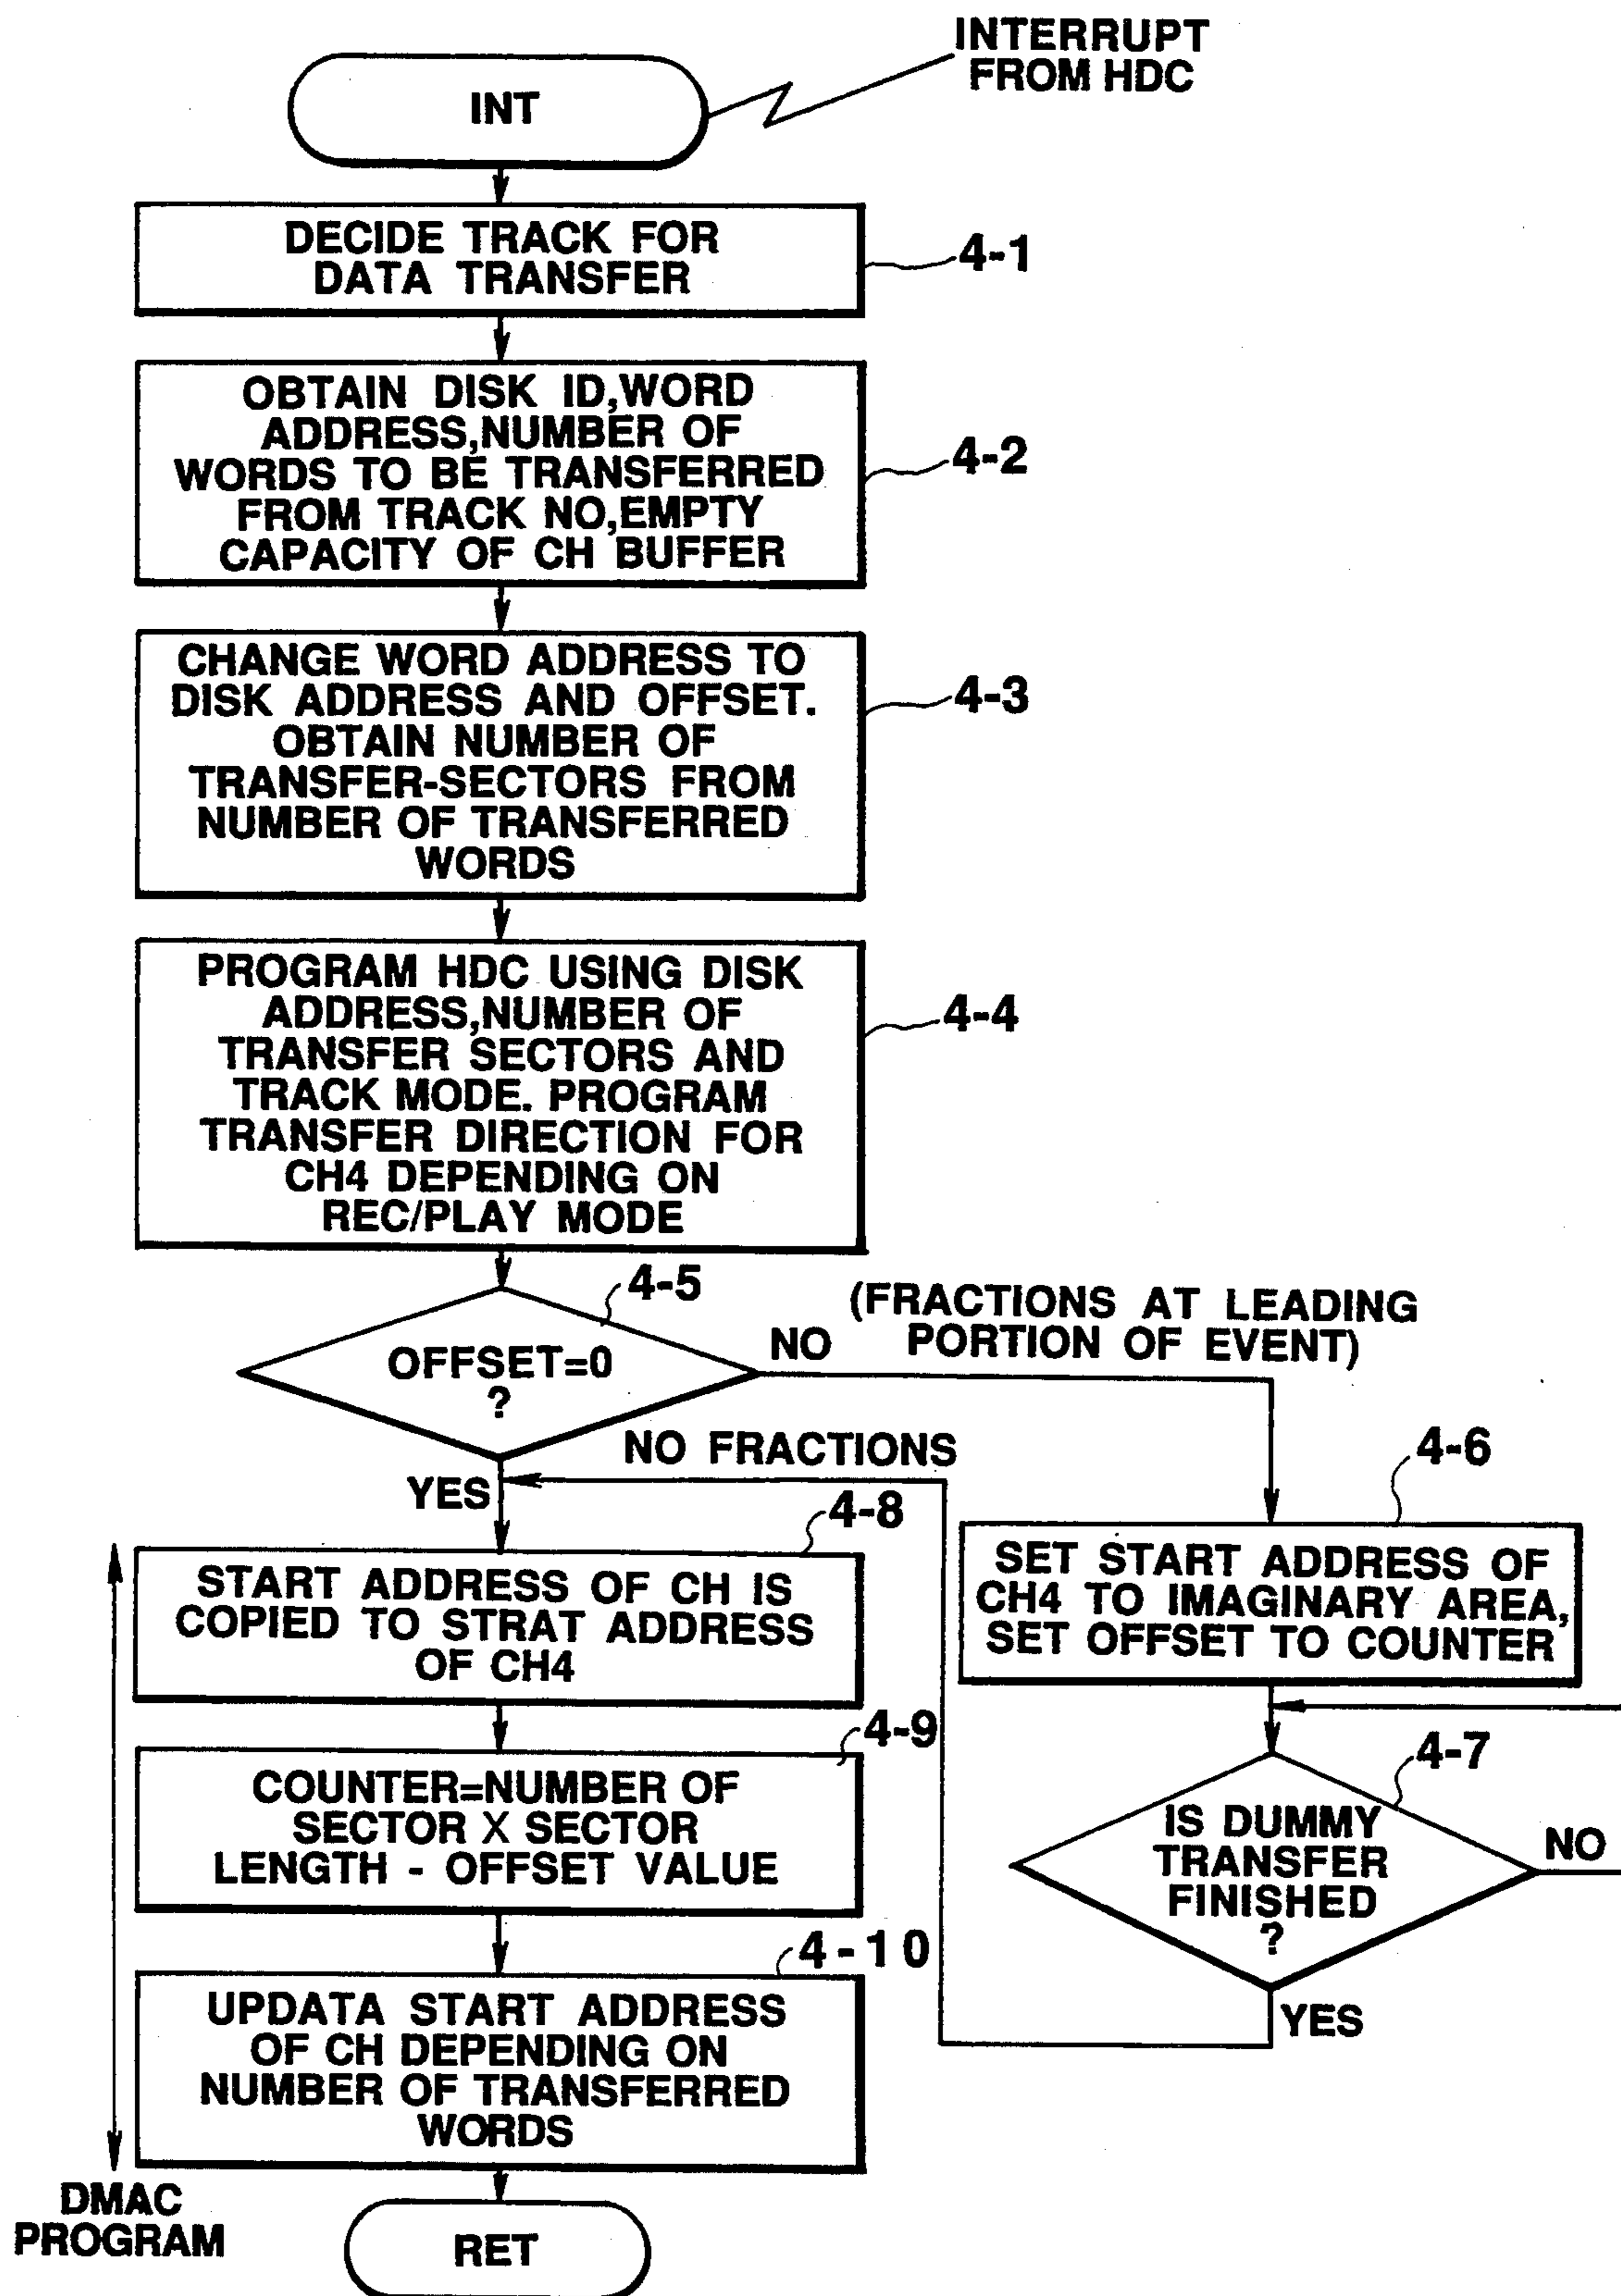 INTERRUPT
FROM HDC
INT
DECIDE TRACK FOR
DATA TRANSFER
4-1
OBTAIN DISK ID,WORD
ADDRESS,NUMBER OF
WORDS TO BE TRANSFERRED
FROM TRACK NO,EMPTY
CAPACITY OF CH BUFFER
4-2
CHANGE WORD ADDRESS TO
DISK ADDRESS AND OFFSET.
OBTAIN NUMBER OF
TRANSFER-SECTORS FROM
NUMBER OF TRANSFERRED
WORDS
4-3
PROGRAM HDC USING DISK
ADDRESS,NUMBER OF
TRANSFER SECTORS AND
TRACK MODE. PROGRAM
TRANSFER DIRECTION FOR
CH4 DEPENDING ON
REC/PLAY MODE
4-4
4-5
OFFSET=0
?
NO
(FRACTIONS AT LEADING
PORTION OF EVENT)
NO FRACTIONS
YES
4-6
SET START ADDRESS OF
CH4 TO IMAGINARY AREA,
SET OFFSET TO COUNTER
4-7
IS DUMMY
TRANSFER
FINISHED
?
NO
YES
4-8
START ADDRESS OF CH IS
COPIED TO STRAT ADDRESS
OF CH4
4-9
COUNTER=NUMBER OF
SECTOR X SECTOR
LENGTH - OFFSET VALUE
4-10
UPDATA START ADDRESS
OF CH DEPENDING ON
NUMBER OF TRANSFERRED
WORDS
DMAC
PROGRAM
RET